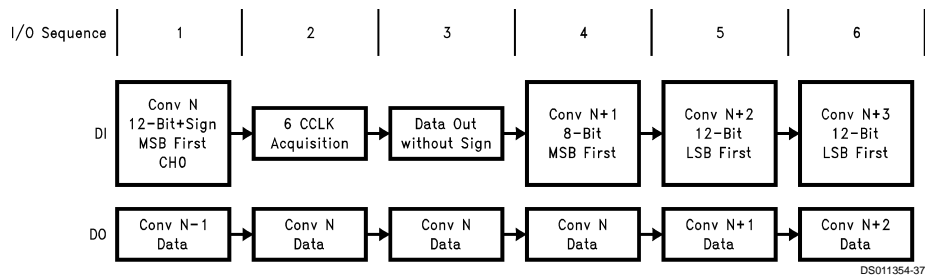 I/O Sequence 1 2 3 4 5 6
DI
Conv N
12-Bit+Sign
MSB First
CH0
6 CCLK
Acquisition
Data Out
without Sign
Conv N+1
8-Bit
MSB First
Conv N+2
12-Bit
LSB First
Conv N+3
12-Bit
LSB First
DO
Conv N-1
Data
Conv N
Data
Conv N
Data
Conv N
Data
Conv N+1
Data
Conv N+2
Data
DS011354-37